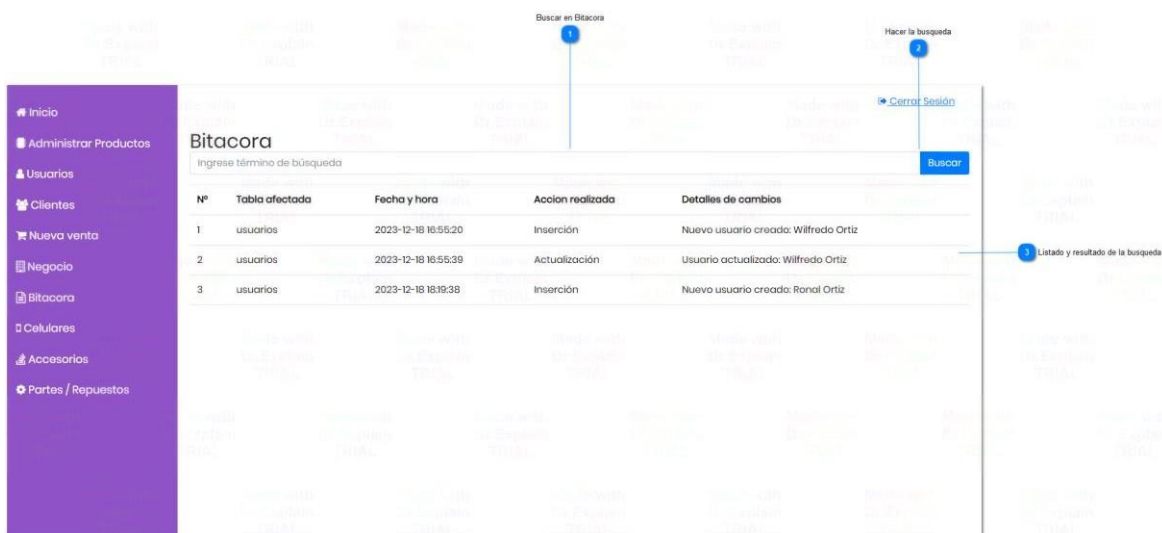 Buscar en Bitacora
1
Hacer la busqueda
2
Cerrar Sesión
Inicio
Administrar Productos
Usuarios
Clientes
Nueva venta
Negocio
Bitacora
Celulares
Accesorios
Partes / Repuestos
Bitacora
Ingrese término de búsqueda
Buscar
Nº Tabla afectada Fecha y hora Accion realizada Detalles de cambios
1 usuarios 2023-12-18 16:55:20 Inserción Nuevo usuario creado: Wilfredo Ortiz
2 usuarios 2023-12-18 16:55:39 Actualización Usuario actualizado: Wilfredo Ortiz
3 usuarios 2023-12-18 18:19:38 Inserción Nuevo usuario creado: Ronal Ortiz
3 Listado y resultado de la busqueda